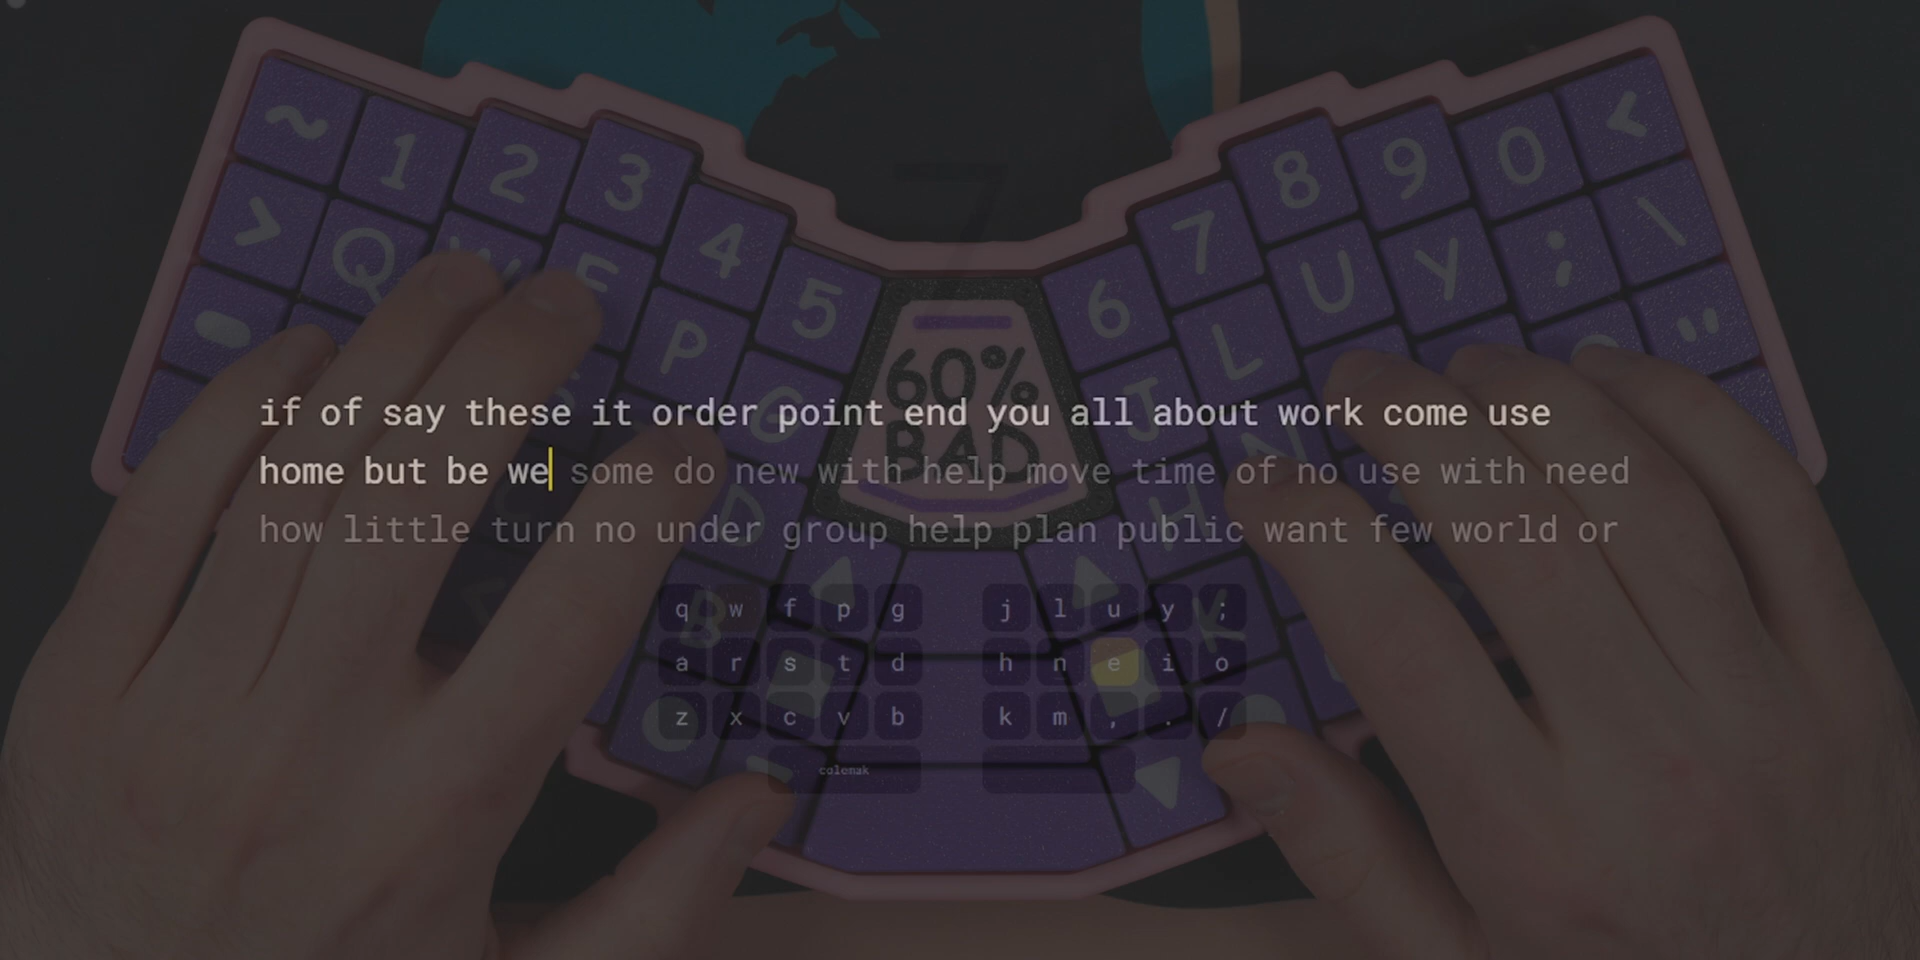 ~ 1 2 3 4 5 6 7 8 9 0 <
> Q W F P G J L U Y ; \
"
60%
BAD
D H
B K
if of say these it order point end you all about work come use
home but be we some do new with help move time of no use with need
how little turn no under group help plan public want few world or
q w f p g j l u y ;
a r s t d h n e i o
z x c v b k m , . /
colemak